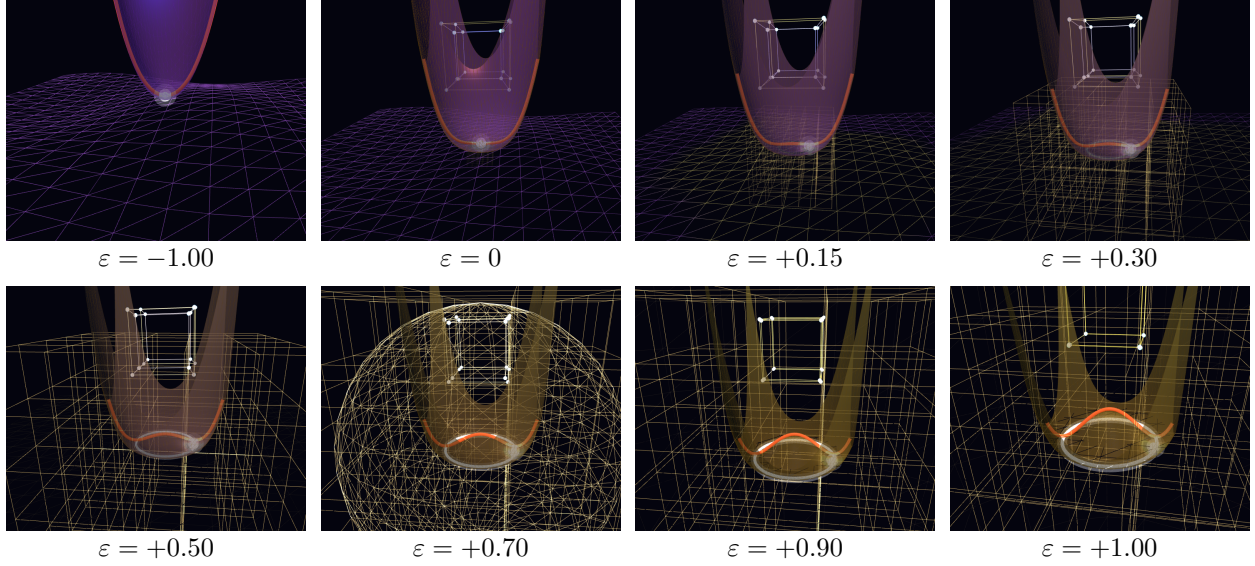 ε = −1.00
ε = 0
ε = +0.15
ε = +0.30
ε = +0.50
ε = +0.70
ε = +0.90
ε = +1.00